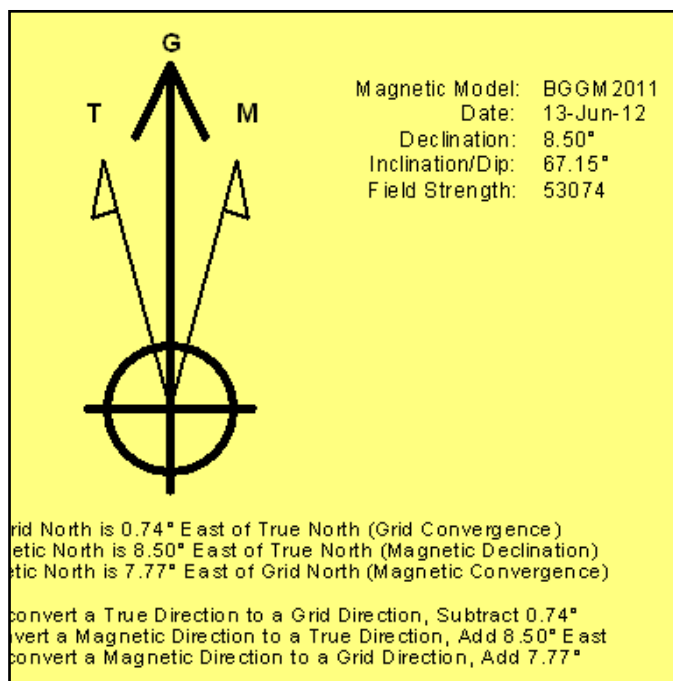 G
T M
Magnetic Model: BGGM2011
Date: 13-Jun-12
Declination: 8.50°
Inclination/Dip: 67.15°
Field Strength: 53074
rid North is 0.74° East of True North (Grid Convergence)
etic North is 8.50° East of True North (Magnetic Declination)
etic North is 7.77° East of Grid North (Magnetic Convergence)
convert a True Direction to a Grid Direction, Subtract 0.74°
nvert a Magnetic Direction to a True Direction, Add 8.50° East
convert a Magnetic Direction to a Grid Direction, Add 7.77°